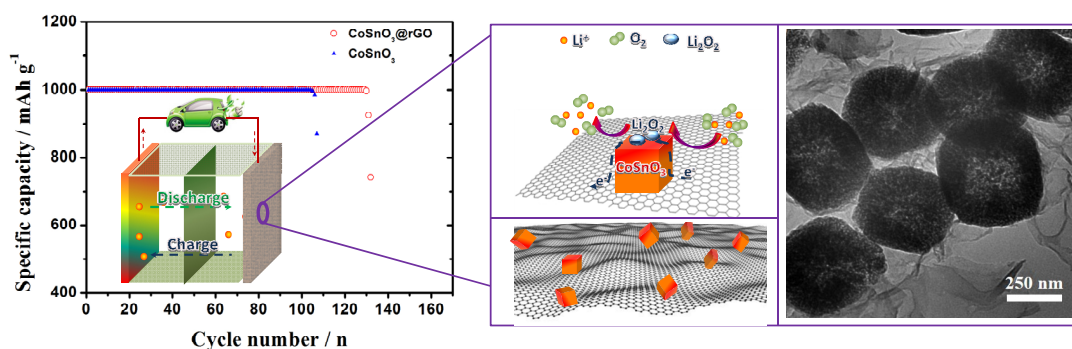 1200
1000
800
600
400
0 20 40 60 80 100 120 140 160
Specific capacity / mAh g⁻¹
Cycle number / n
CoSnO₃@rGO
CoSnO₃
Discharge
Charge
Li⁺ O₂ Li₂O₂
Li₂O₂
CoSnO₃
e⁻ e⁻
250 nm